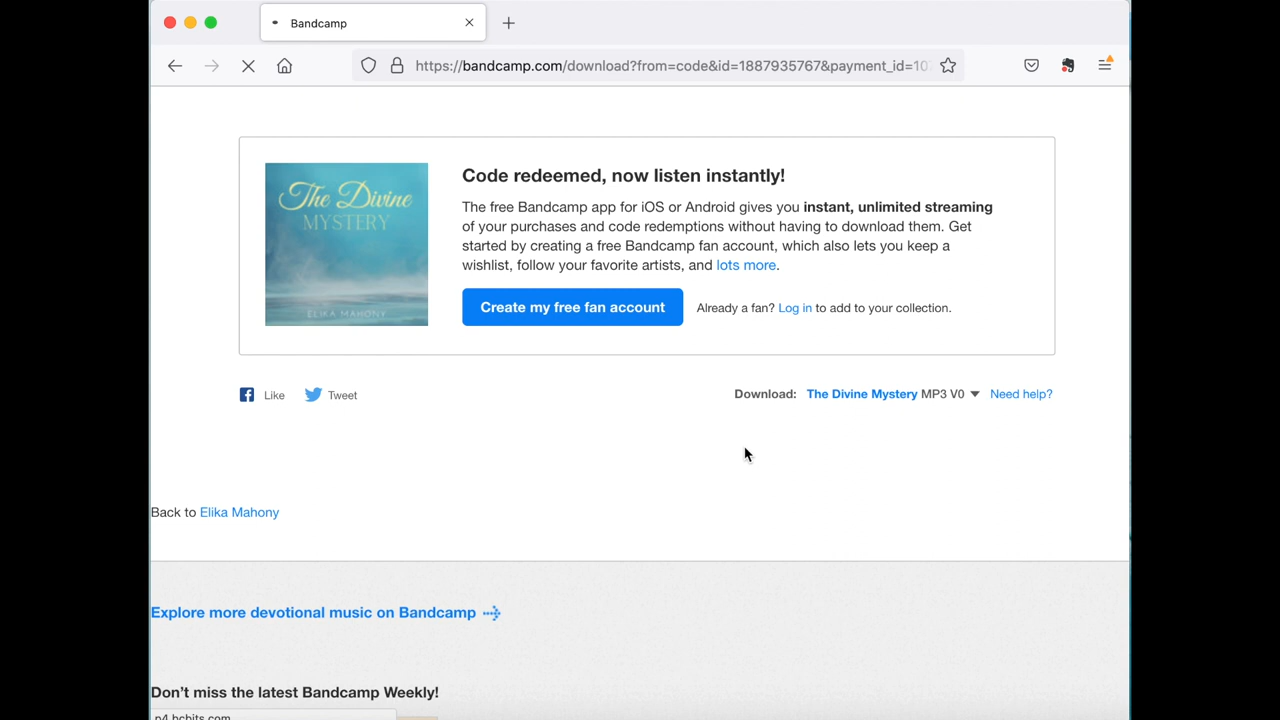 Bandcamp
https://bandcamp.com/download?from=code&id=1887935767&payment_id=10
The Divine
MYSTERY
ELIKA MAHONY
Code redeemed, now listen instantly!
The free Bandcamp app for iOS or Android gives you instant, unlimited streaming
of your purchases and code redemptions without having to download them. Get
started by creating a free Bandcamp fan account, which also lets you keep a
wishlist, follow your favorite artists, and lots more.
Create my free fan account
Already a fan? Log in to add to your collection.
Like
Tweet
Download: The Divine Mystery MP3 V0
Need help?
Back to Elika Mahony
Explore more devotional music on Bandcamp
Don't miss the latest Bandcamp Weekly!
p4.bcbits.com